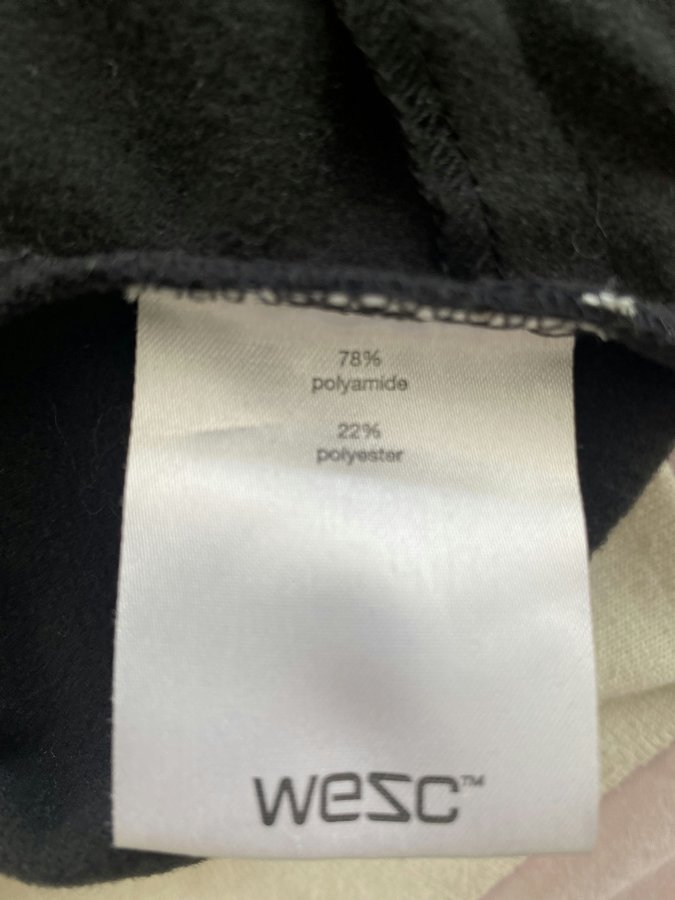 78%
polyamide
22%
polyester
wesc™